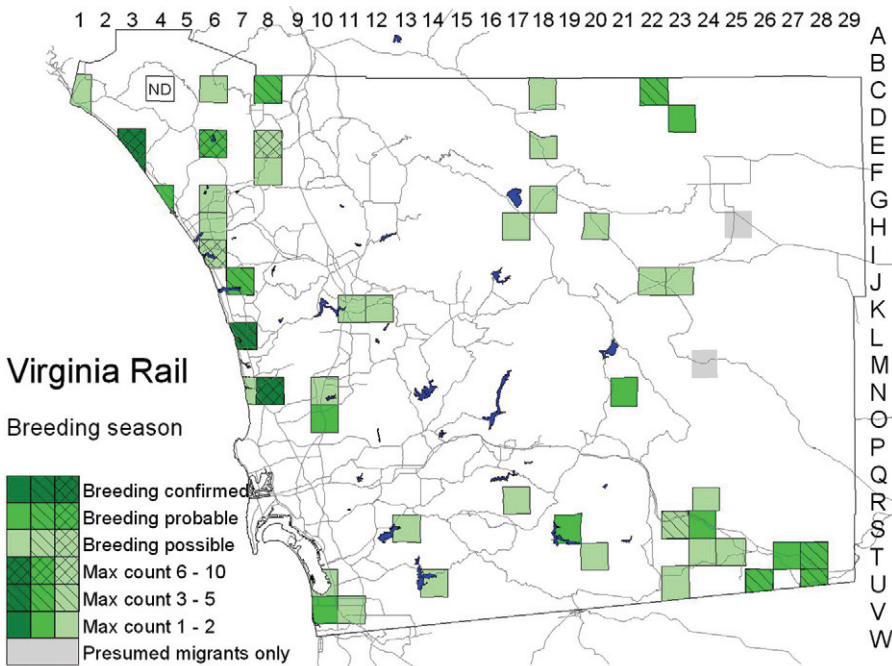 1 2 3 4 5 6 7 8 9 10 11 12 13 14 15 16 17 18 19 20 21 22 23 24 25 26 27 28 29
A
B
C
D
E
F
G
H
I
J
K
L
M
N
O
P
Q
R
S
T
U
V
W
ND
Virginia Rail
Breeding season
Breeding confirmed
Breeding probable
Breeding possible
Max count 6 - 10
Max count 3 - 5
Max count 1 - 2
Presumed migrants only